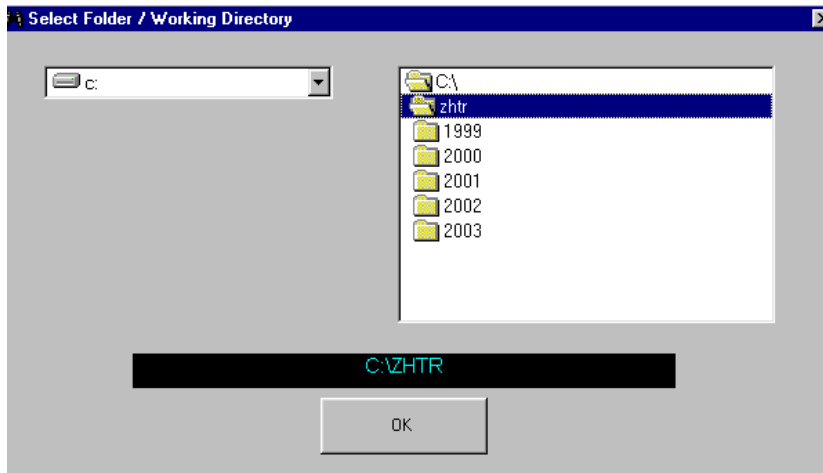 Select Folder / Working Directory
c:
C:\
zhtr
1999
2000
2001
2002
2003
C:\ZHTR
OK